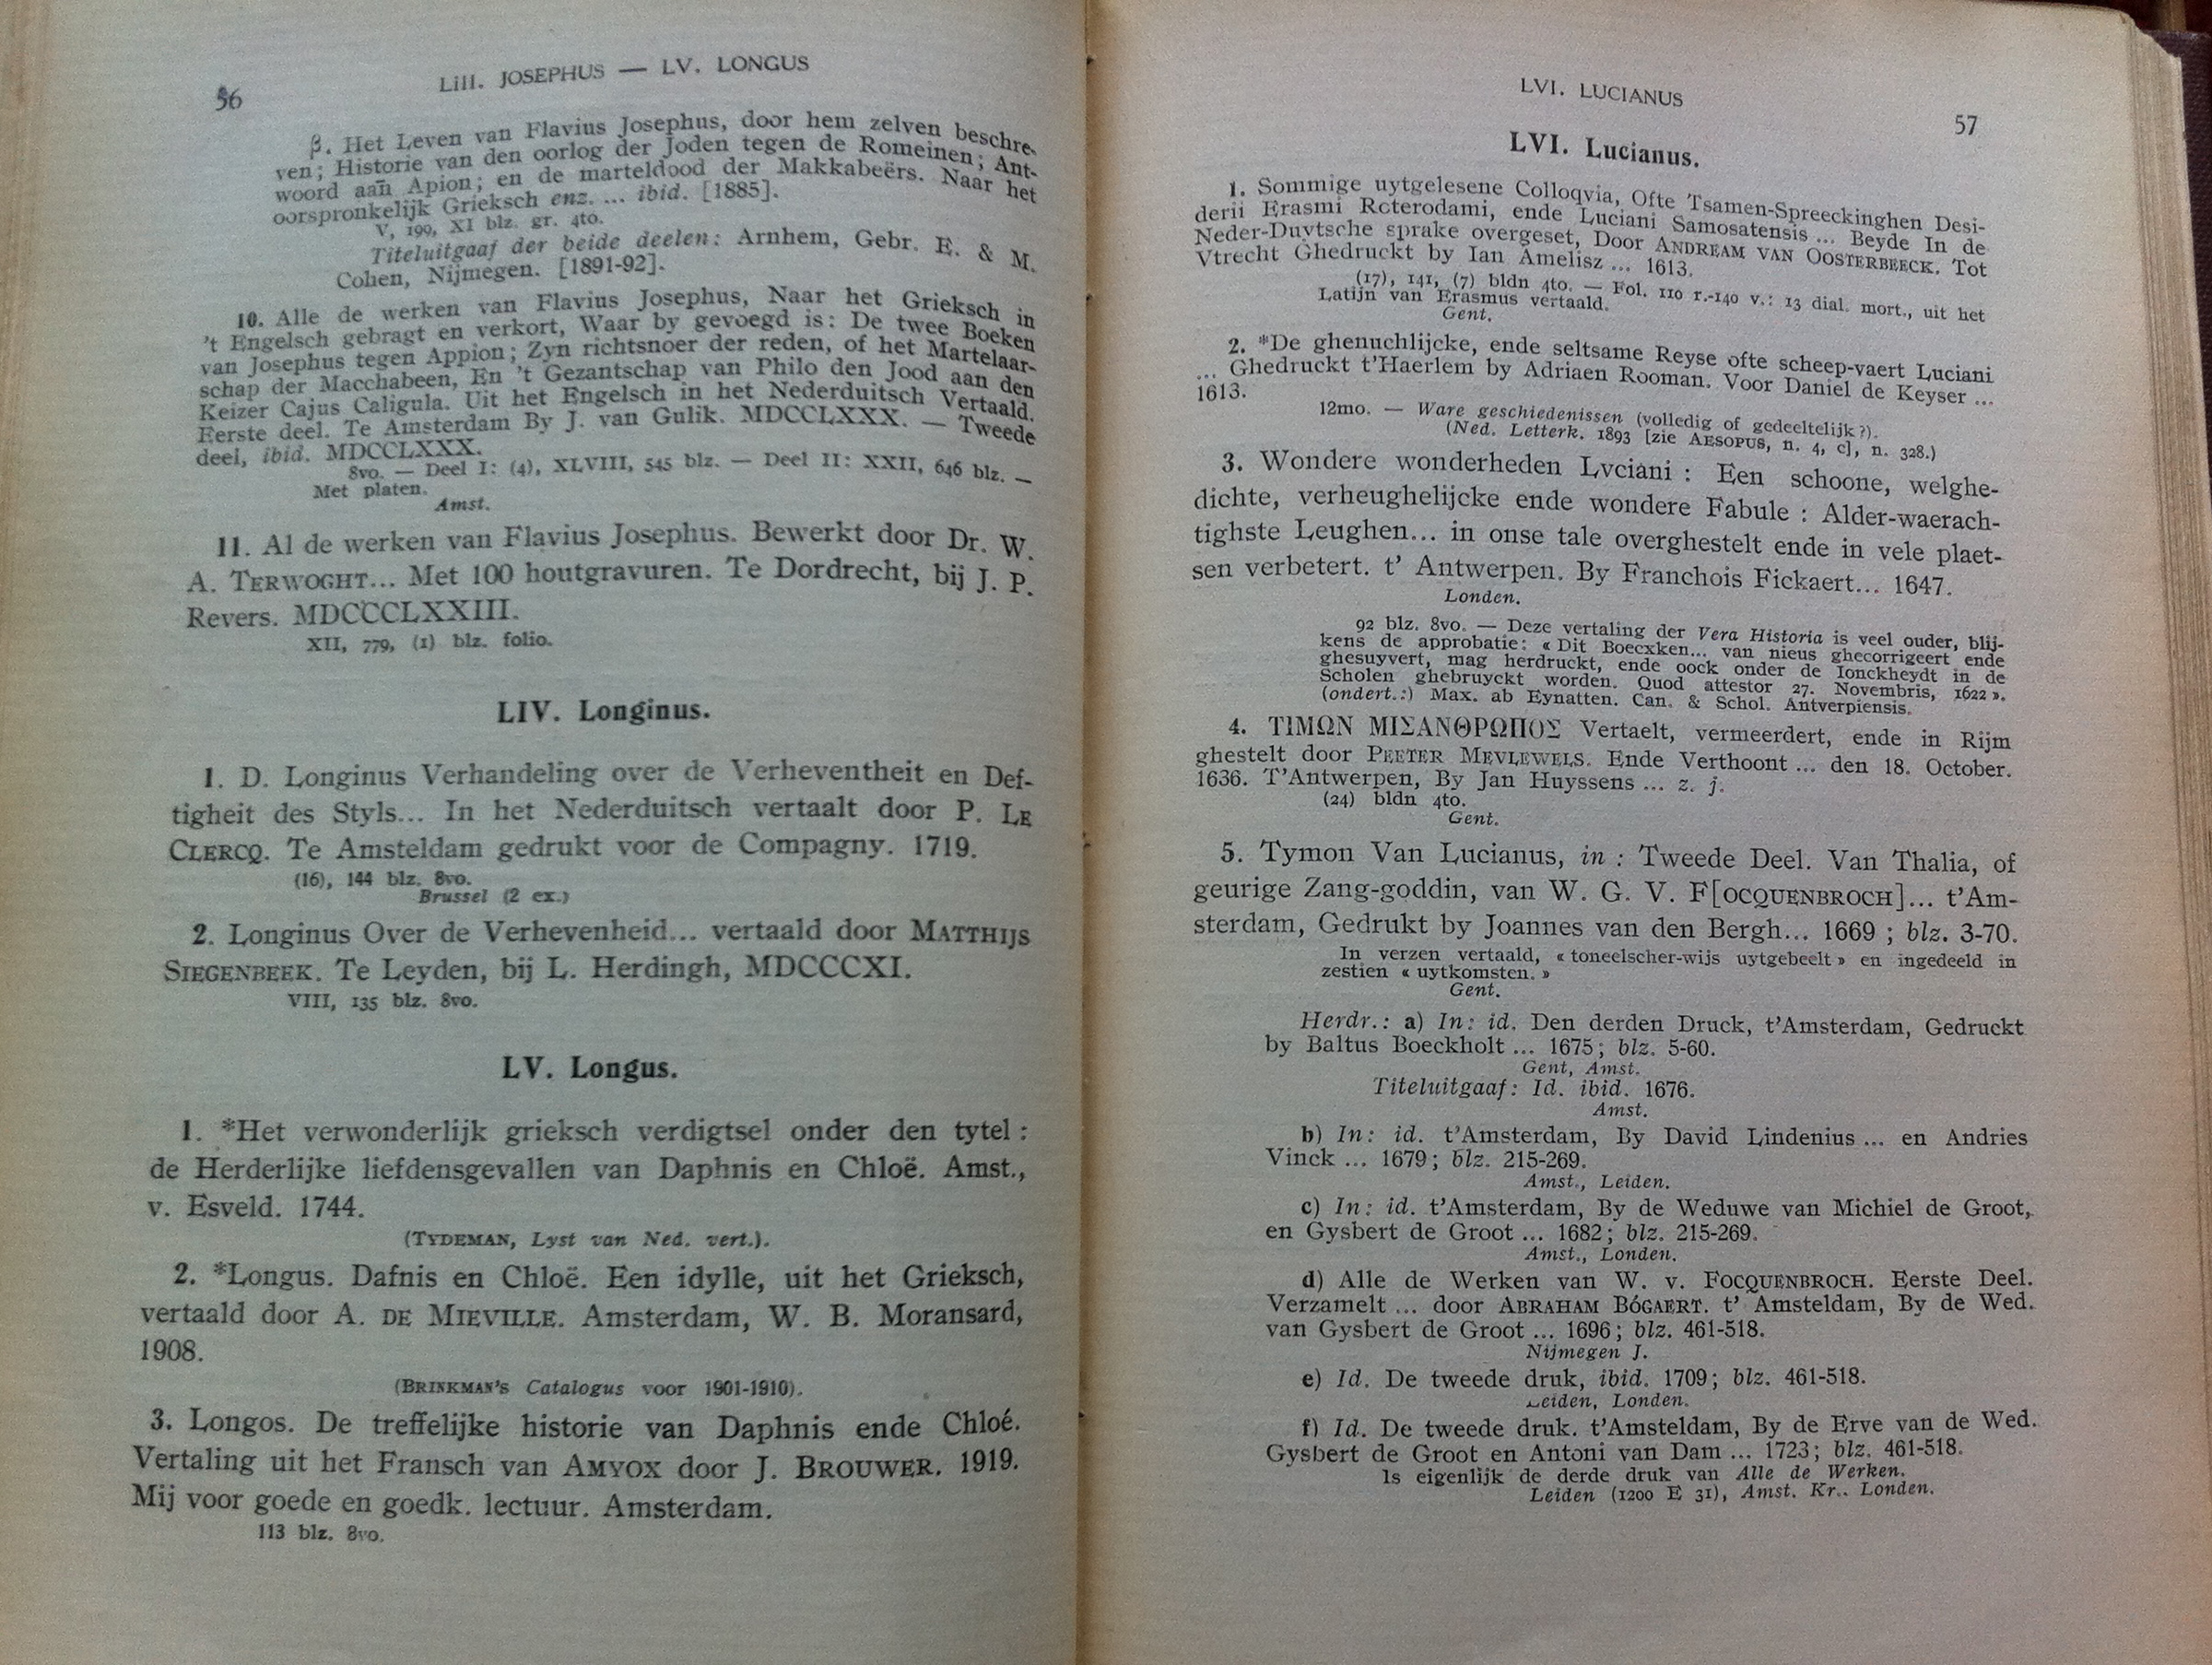 56
LIII. JOSEPHUS — LV. LONGUS
β. Het Leven van Flavius Josephus, door hem zelven beschre-
ven; Historie van den oorlog der Joden tegen de Romeinen; Ant-
woord aan Apion; en de marteldood der Makkabeërs. Naar het
oorspronkelijk Grieksch enz. ... ibid. [1885].
V, 199, XI blz. gr. 4to.
Titeluitgaaf der beide deelen: Arnhem, Gebr. E. & M.
Cohen, Nijmegen. [1891-92].
10. Alle de werken van Flavius Josephus, Naar het Grieksch in
't Engelsch gebragt en verkort, Waar by gevoegd is: De twee Boeken
van Josephus tegen Appion; Zyn richtsnoer der reden, of het Martelaar-
schap der Macchabeen, En 't Gezantschap van Philo den Jood aan den
Keizer Cajus Caligula. Uit het Engelsch in het Nederduitsch Vertaald.
Eerste deel. Te Amsterdam By J. van Gulik. MDCCLXXX. — Tweede
deel, ibid. MDCCLXXX.
8vo. — Deel I: (4), XLVIII, 545 blz. — Deel II: XXII, 646 blz. —
Met platen.
Amst.
11. Al de werken van Flavius Josephus. Bewerkt door Dr. W.
A. TERWOGHT... Met 100 houtgravuren. Te Dordrecht, bij J. P.
Revers. MDCCCLXXIII.
XII, 779, (1) blz. folio.
LIV. Longinus.
1. D. Longinus Verhandeling over de Verheventheit en Def-
tigheit des Styls... In het Nederduitsch vertaalt door P. LE
CLERCQ. Te Amsteldam gedrukt voor de Compagny. 1719.
(16), 144 blz. 8vo.
Brussel (2 ex.)
2. Longinus Over de Verhevenheid... vertaald door MATTHIJS
SIEGENBEEK. Te Leyden, bij L. Herdingh, MDCCCXI.
VIII, 135 blz. 8vo.
LV. Longus.
1. *Het verwonderlijk grieksch verdigtsel onder den tytel :
de Herderlijke liefdensgevallen van Daphnis en Chloë. Amst.,
v. Esveld. 1744.
(TYDEMAN, Lyst van Ned. vert.).
2. *Longus. Dafnis en Chloë. Een idylle, uit het Grieksch,
vertaald door A. DE MIEVILLE. Amsterdam, W. B. Moransard,
1908.
(BRINKMAN'S Catalogus voor 1901-1910).
3. Longos. De treffelijke historie van Daphnis ende Chloé.
Vertaling uit het Fransch van AMYOX door J. BROUWER. 1919.
Mij voor goede en goedk. lectuur. Amsterdam.
113 blz. 8vo.
LVI. LUCIANUS
57
LVI. Lucianus.
1. Sommige uytgelesene Colloqvia, Ofte Tsamen-Spreeckinghen Desi-
derii Erasmi Roterodami, ende Luciani Samosatensis ... Beyde In de
Neder-Duytsche sprake overgeset, Door ANDREAM VAN OOSTERBEECK. Tot
Vtrecht Ghedruckt by Ian Amelisz ... 1613.
(17), 141, (7) bldn 4to. — Fol. 110 r.-140 v.: 13 dial. mort., uit het
Latijn van Erasmus vertaald.
Gent.
2. *De ghenuchlijcke, ende seltsame Reyse ofte scheep-vaert Luciani
... Ghedruckt t'Haerlem by Adriaen Rooman. Voor Daniel de Keyser ...
1613.
12mo. — Ware geschiedenissen (volledig of gedeeltelijk?).
(Ned. Letterk. 1893 [zie AESOPUS, n. 4, c], n. 328.)
3. Wondere wonderheden Lvciani : Een schoone, welghe-
dichte, verheughelijcke ende wondere Fabule : Alder-waerach-
tighste Leughen... in onse tale overghestelt ende in vele plaet-
sen verbetert. t' Antwerpen. By Franchois Fickaert... 1647.
Londen.
92 blz. 8vo. — Deze vertaling der Vera Historia is veel ouder, blij-
kens de approbatie: « Dit Boecxken... van nieus ghecorrigeert ende
ghesuyvert, mag herdruckt, ende oock onder de Ionckheydt in de
Scholen ghebruyckt worden. Quod attestor 27. Novembris, 1622 ».
(ondert.:) Max. ab Eynatten. Can. & Schol. Antverpiensis.
4. ΤΙΜΩΝ ΜΙΣΑΝΘΡΩΠΟΣ Vertaelt, vermeerdert, ende in Rijm
ghestelt door PEETER MEVLEWELS. Ende Verthoont ... den 18. October.
1636. T'Antwerpen, By Jan Huyssens ... z. j.
(24) bldn 4to.
Gent.
5. Tymon Van Lucianus, in : Tweede Deel. Van Thalia, of
geurige Zang-goddin, van W. G. V. F[OCQUENBROCH]... t'Am-
sterdam, Gedrukt by Joannes van den Bergh... 1669 ; blz. 3-70.
In verzen vertaald, « toneelscher-wijs uytgebeelt » en ingedeeld in
zestien « uytkomsten. »
Gent.
Herdr.: a) In: id. Den derden Druck, t'Amsterdam, Gedruckt
by Baltus Boeckholt ... 1675; blz. 5-60.
Gent, Amst.
Titeluitgaaf: Id. ibid. 1676.
Amst.
b) In: id. t'Amsterdam, By David Lindenius ... en Andries
Vinck ... 1679; blz. 215-269.
Amst., Leiden.
c) In: id. t'Amsterdam, By de Weduwe van Michiel de Groot,
en Gysbert de Groot ... 1682; blz. 215-269.
Amst., Londen.
d) Alle de Werken van W. v. FOCQUENBROCH. Eerste Deel.
Verzamelt ... door ABRAHAM BÓGAERT. t' Amsteldam, By de Wed.
van Gysbert de Groot ... 1696; blz. 461-518.
Nijmegen J.
e) Id. De tweede druk, ibid. 1709; blz. 461-518.
Leiden, Londen.
f) Id. De tweede druk. t'Amsteldam, By de Erve van de Wed.
Gysbert de Groot en Antoni van Dam ... 1723; blz. 461-518.
Is eigenlijk de derde druk van Alle de Werken.
Leiden (1200 E 31), Amst. Kr.. Londen.